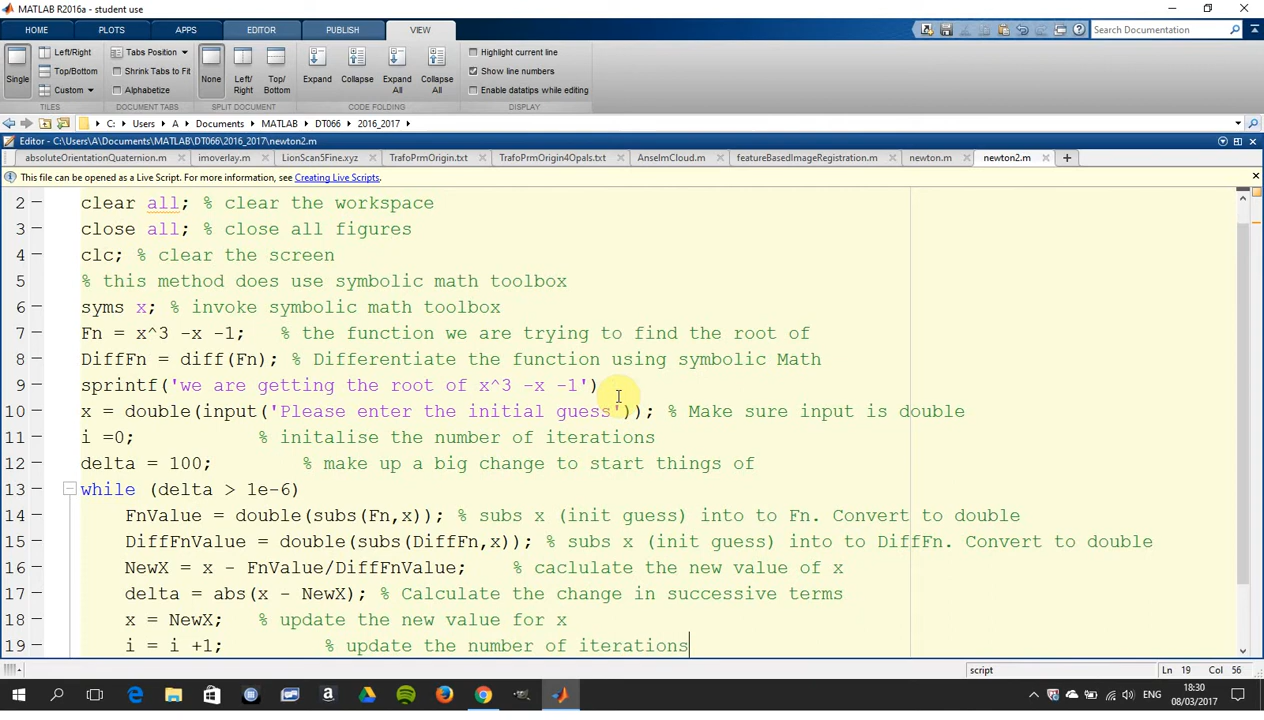 MATLAB R2016a - student use
HOME PLOTS APPS EDITOR PUBLISH VIEW
Search Documentation
Single
Left/Right
Top/Bottom
Custom
TILES
Tabs Position
Shrink Tabs to Fit
Alphabetize
DOCUMENT TABS
None
Left/
Right
Top/
Bottom
SPLIT DOCUMENT
Expand
Collapse
Expand
All
Collapse
All
CODE FOLDING
Highlight current line
Show line numbers
Enable datatips while editing
DISPLAY
C: Users A Documents MATLAB DT066 2016_2017
Editor - C:\Users\A\Documents\MATLAB\DT066\2016_2017\newton2.m
absoluteOrientationQuaternion.m imoverlay.m LionScan5Fine.xyz TrafoPrmOrigin.txt TrafoPrmOrigin4Opals.txt AnselmCloud.m featureBasedImageRegistration.m newton.m newton2.m
This file can be opened as a Live Script. For more information, see Creating Live Scripts.
2 clear all; % clear the workspace
3 close all; % close all figures
4 clc; % clear the screen
5 % this method does use symbolic math toolbox
6 syms x; % invoke symbolic math toolbox
7 Fn = x^3 -x -1; % the function we are trying to find the root of
8 DiffFn = diff(Fn); % Differentiate the function using symbolic Math
9 sprintf('we are getting the root of x^3 -x -1')
10 x = double(input('Please enter the initial guess')); % Make sure input is double
11 i =0; % initalise the number of iterations
12 delta = 100; % make up a big change to start things of
13 while (delta > 1e-6)
14 FnValue = double(subs(Fn,x)); % subs x (init guess) into to Fn. Convert to double
15 DiffFnValue = double(subs(DiffFn,x)); % subs x (init guess) into to DiffFn. Convert to double
16 NewX = x - FnValue/DiffFnValue; % caclulate the new value of x
17 delta = abs(x - NewX); % Calculate the change in successive terms
18 x = NewX; % update the new value for x
19 i = i +1; % update the number of iterations
script Ln 19 Col 56
ENG
18:30
08/03/2017